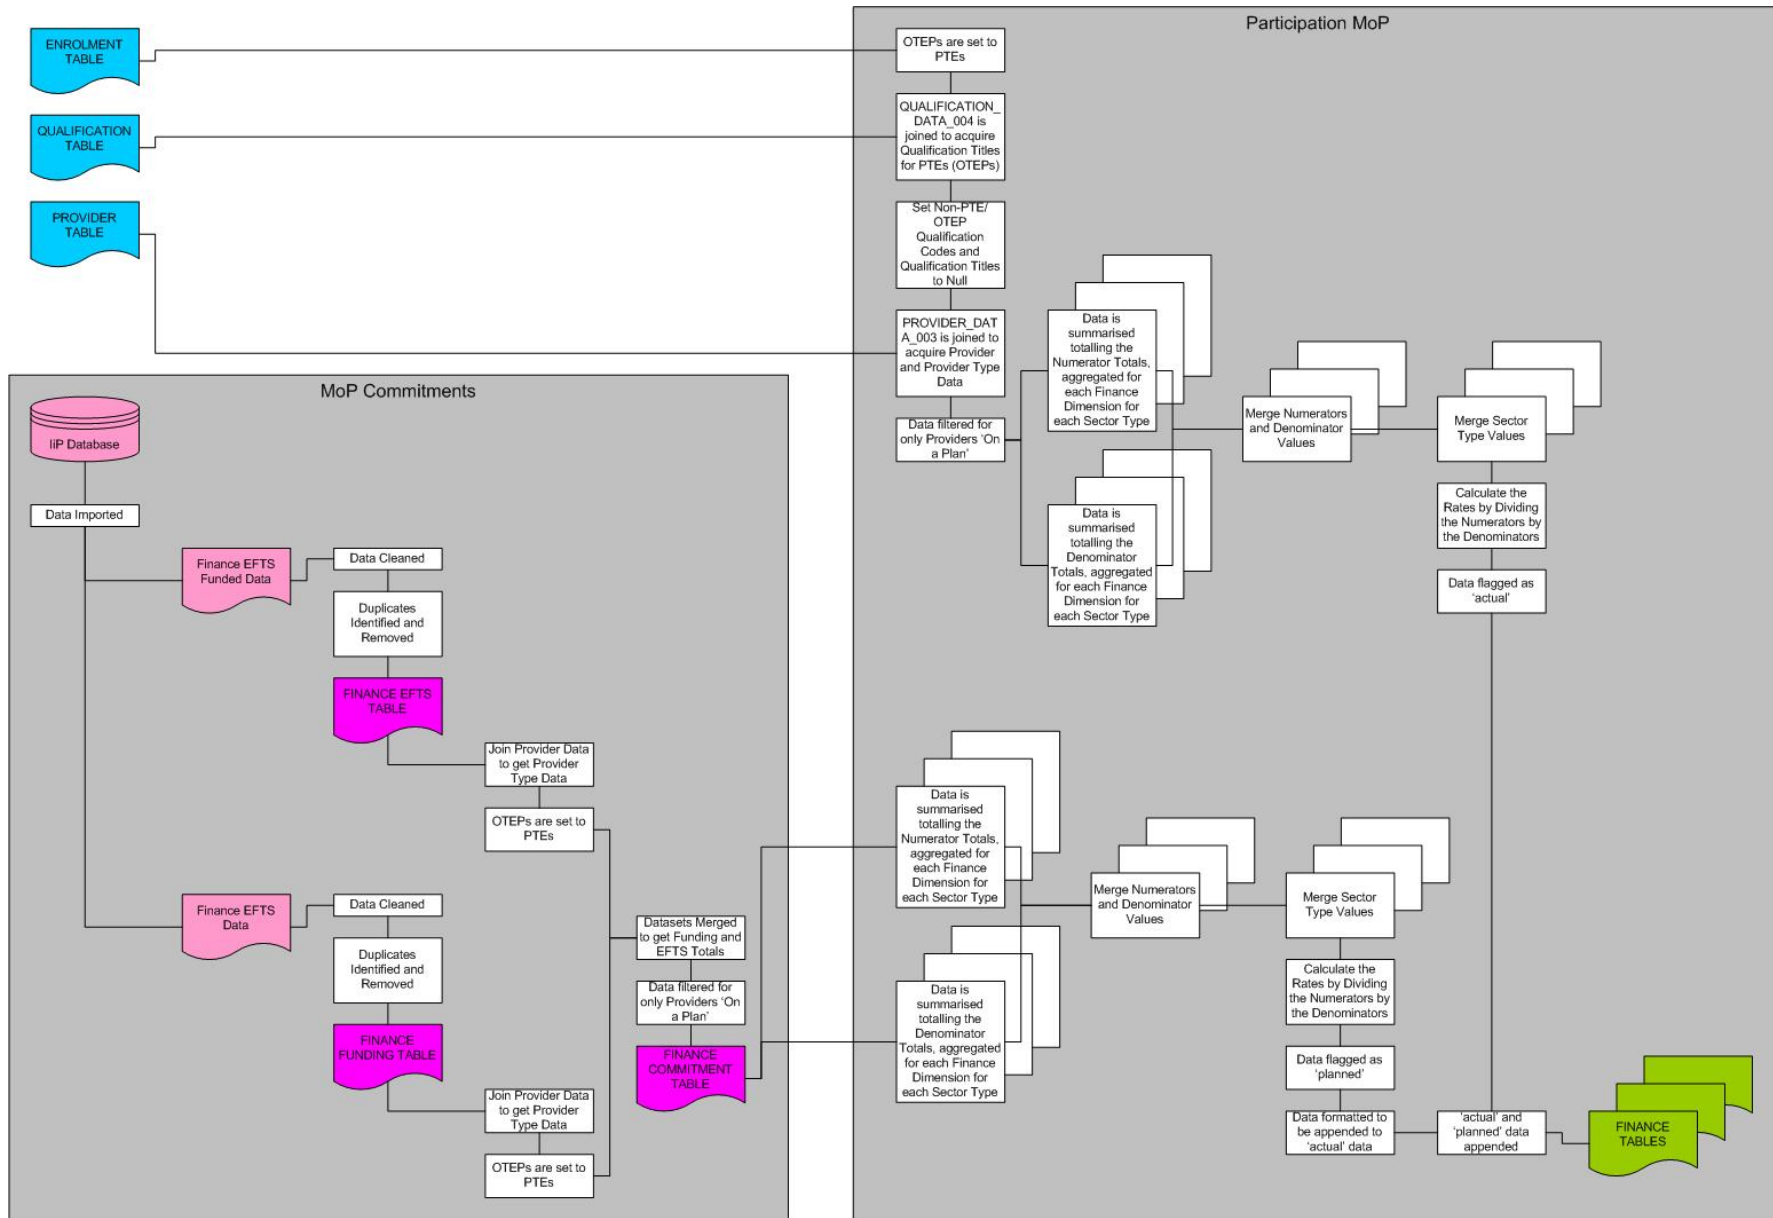 Participation MoP
ENROLMENT
TABLE
QUALIFICATION
TABLE
PROVIDER
TABLE
OTEPs are set to
PTEs
QUALIFICATION_
DATA_004 is
joined to acquire
Qualification Titles
for PTEs (OTEPs)
Set Non-PTE/
OTEP
Qualification
Codes and
Qualification Titles
to Null
PROVIDER_DAT
A_003 is joined to
acquire Provider
and Provider Type
Data
Data filtered for
only Providers 'On
a Plan'
Data is
summarised
totalling the
Numerator Totals,
aggregated for
each Finance
Dimension for
each Sector Type
Data is
summarised
totalling the
Denominator
Totals, aggregated
for each Finance
Dimension for
each Sector Type
Merge Numerators
and Denominator
Values
Merge Sector
Type Values
Calculate the
Rates by Dividing
the Numerators by
the Denominators
Data flagged as
'actual'
MoP Commitments
IiP Database
Data Imported
Finance EFTS
Funded Data
Data Cleaned
Duplicates
Identified and
Removed
FINANCE EFTS
TABLE
Join Provider Data
to get Provider
Type Data
OTEPs are set to
PTEs
Finance EFTS
Data
Data Cleaned
Duplicates
Identified and
Removed
FINANCE
FUNDING TABLE
Join Provider Data
to get Provider
Type Data
OTEPs are set to
PTEs
Datasets Merged
to get Funding and
EFTS Totals
Data filtered for
only Providers 'On
a Plan'
FINANCE
COMMITMENT
TABLE
Data is
summarised
totalling the
Numerator Totals,
aggregated for
each Finance
Dimension for
each Sector Type
Data is
summarised
totalling the
Denominator
Totals, aggregated
for each Finance
Dimension for
each Sector Type
Merge Numerators
and Denominator
Values
Merge Sector
Type Values
Calculate the
Rates by Dividing
the Numerators by
the Denominators
Data flagged as
'planned'
Data formatted to
be appended to
'actual' data
'actual' and
'planned' data
appended
FINANCE
TABLES